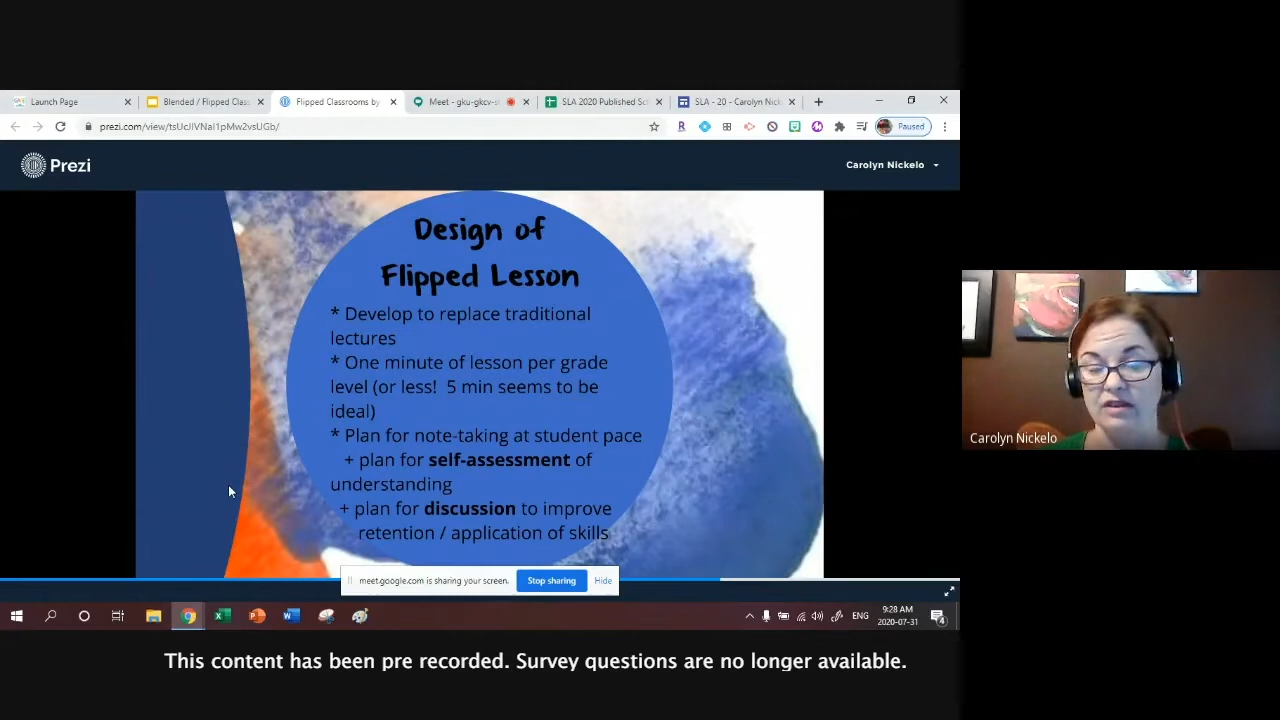 Launch Page
Blended / Flipped Clas
Flipped Classrooms by
Meet - gku-gkcv-s
SLA 2020 Published Sc
SLA - 20 - Carolyn Nick
Paused
Prezi
Carolyn Nickelo
Design of
Flipped Lesson
* Develop to replace traditional
lectures
* One minute of lesson per grade
level (or less! 5 min seems to be
ideal)
* Plan for note-taking at student pace
+ plan for self-assessment of
understanding
+ plan for discussion to improve
retention / application of skills
Carolyn Nickelo
meet.google.com is sharing your screen.
Stop sharing
Hide
ENG
9:28 AM
2020-07-31
4
This content has been pre recorded. Survey questions are no longer available.